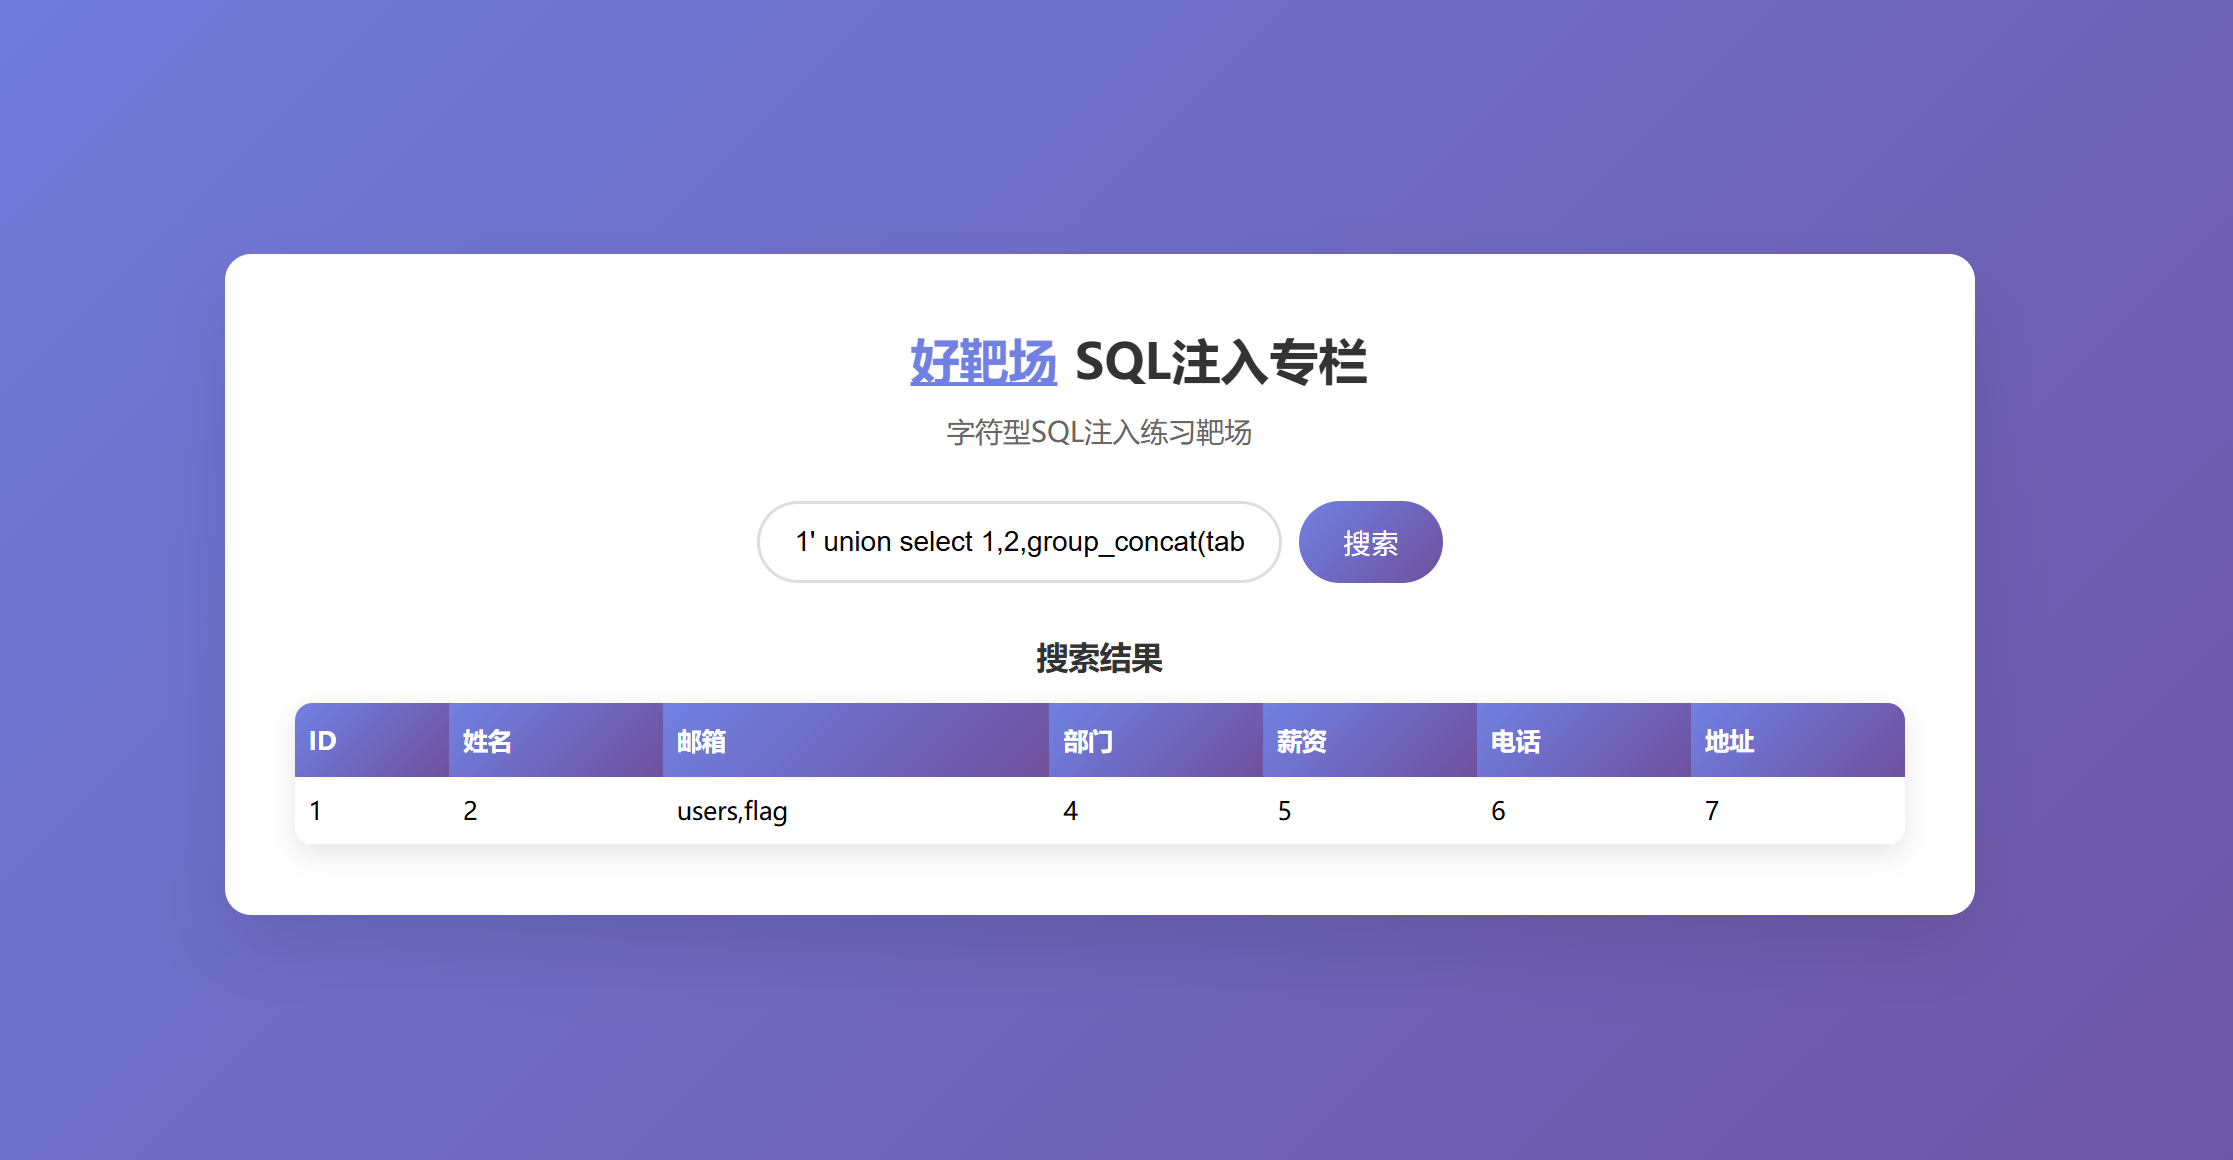 好靶场 SQL注入专栏
字符型SQL注入练习靶场
1' union select 1,2,group_concat(tab
搜索
搜索结果
ID 姓名 邮箱 部门 薪资 电话 地址
1 2 users,flag 4 5 6 7